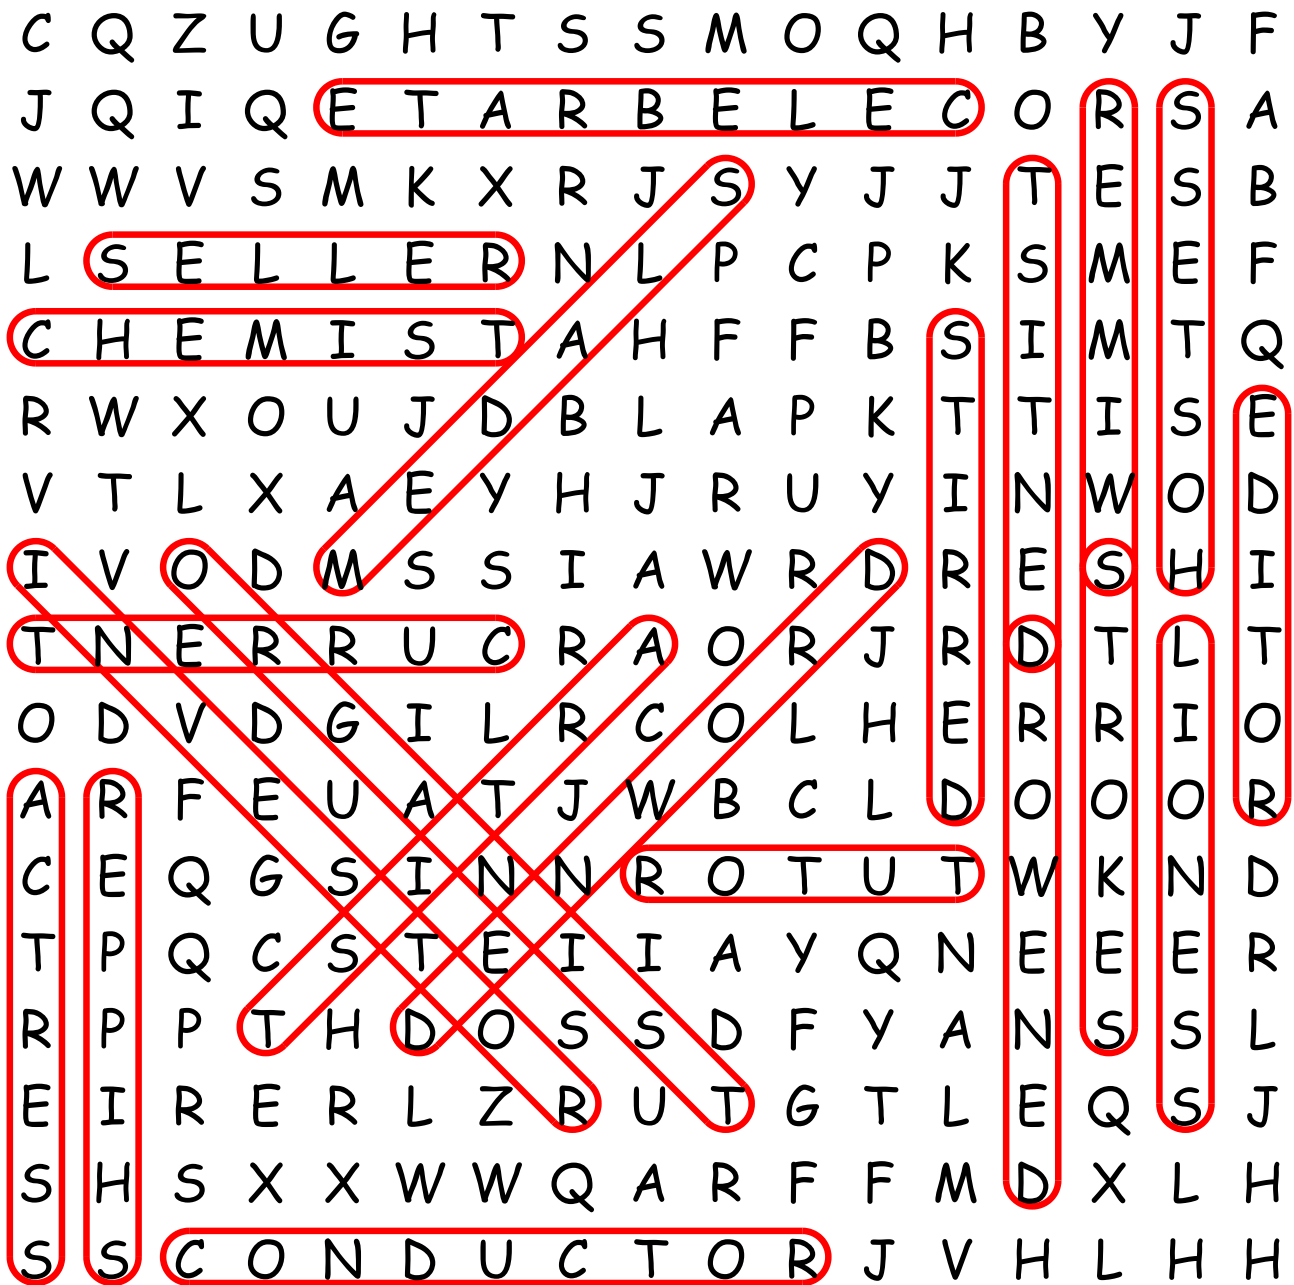 C Q Z U G H T S S M O Q H B Y J F
J Q I Q E T A R B E L E C O R S A
W W V S M K X R J S Y J J T E S B
L S E L L E R N L P C P K S M E F
C H E M I S T A H F F B S I M T Q
R W X O U J D B L A P K T T I S E
V T L X A E Y H J R U Y I N W O D
I V O D M S S I A W R D R E S H I
T N E R R U C R A O R J R D T L T
O D V D G I L R C O L H E R R I O
A R F E U A T J W B C L D O O O R
C E Q G S I N N R O T U T W K N D
T P Q C S T E I I A Y Q N E E E R
R P P T H D O S S D F Y A N S S L
E I R E R L Z R U T G T L E Q S J
S H S X X W W Q A R F F M D X L H
S S C O N D U C T O R J V H L H H